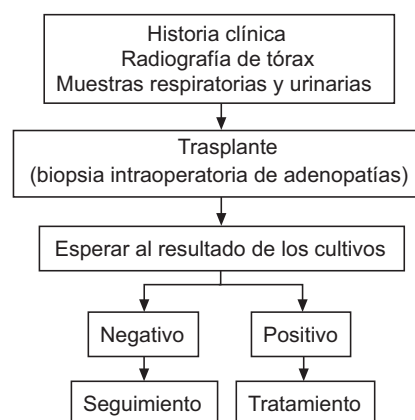 Historia clínica
Radiografía de tórax
Muestras respiratorias y urinarias
Trasplante
(biopsia intraoperatoria de adenopatías)
Esperar al resultado de los cultivos
Negativo
Positivo
Seguimiento
Tratamiento